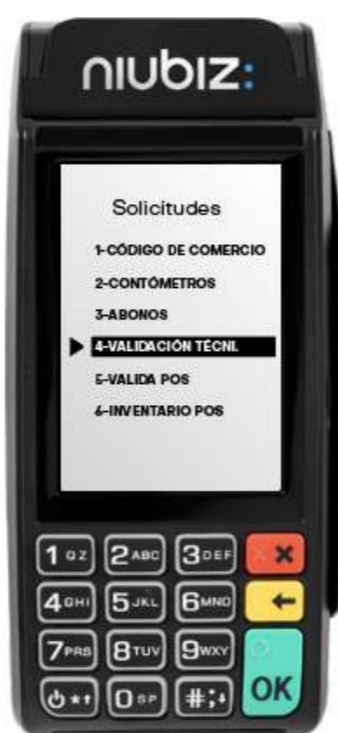 niubiz:
Solicitudes
1-CÓDIGO DE COMERCIO
2-CONTÓMETROS
3-ABONOS
4-VALIDACIÓN TÉCNI.
5-VALIDA POS
6-INVENTARIO POS
1 QZ 2 ABC 3 DEF
4 GHI 5 JKL 6 MNO
7 PRS 8 TUV 9 WXY
* 0 SP #;
OK